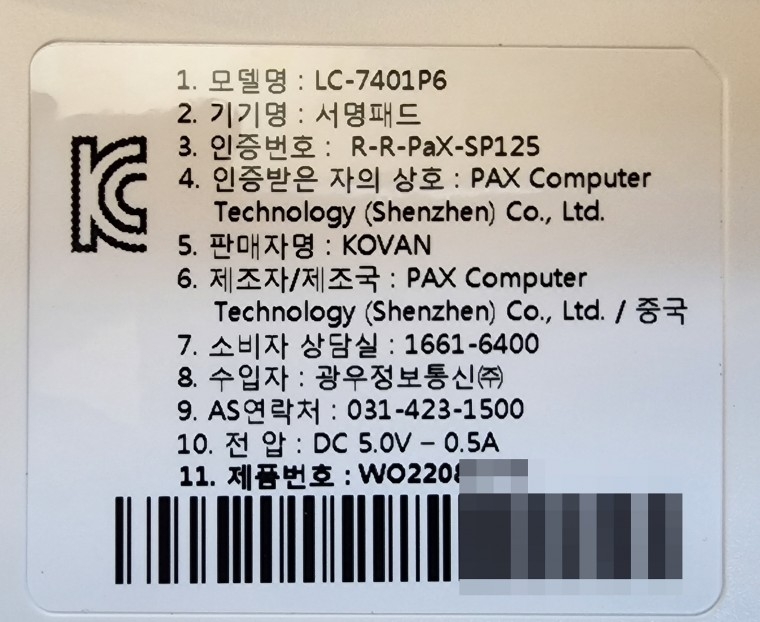 1. 모델명 : LC-7401P6
2. 기기명 : 서명패드
3. 인증번호 : R-R-PaX-SP125
4. 인증받은 자의 상호 : PAX Computer
Technology (Shenzhen) Co., Ltd.
5. 판매자명 : KOVAN
6. 제조자/제조국 : PAX Computer
Technology (Shenzhen) Co., Ltd. / 중국
7. 소비자 상담실 : 1661-6400
8. 수입자 : 광우정보통신㈜
9. AS연락처 : 031-423-1500
10. 전 압 : DC 5.0V – 0.5A
11. 제품번호 : WO2208